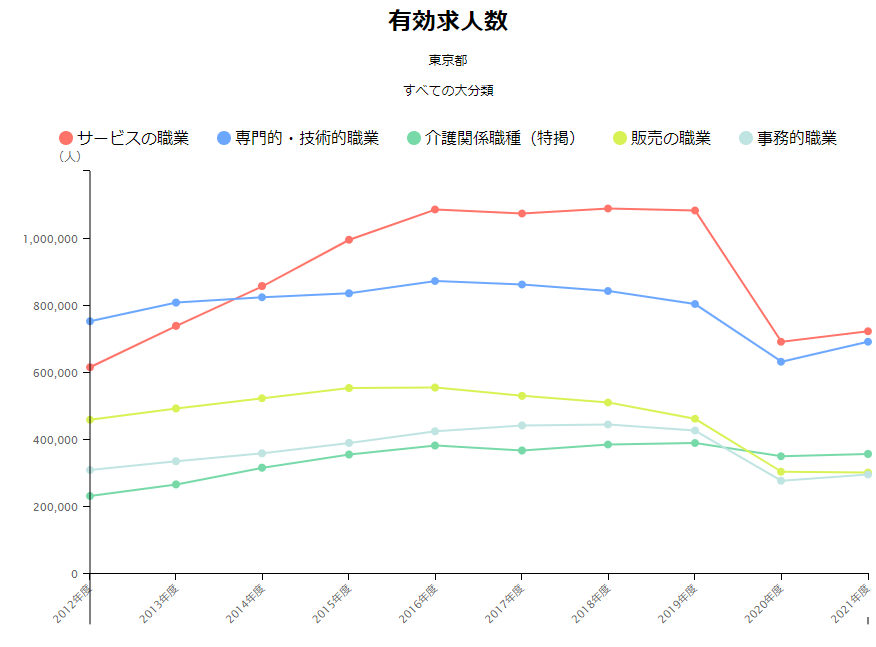 有効求人数
東京都
すべての大分類
サービスの職業 専門的・技術的職業 介護関係職種（特掲） 販売の職業 事務的職業
（人）
1,000,000
800,000
600,000
400,000
200,000
0
2012年度 2013年度 2014年度 2015年度 2016年度 2017年度 2018年度 2019年度 2020年度 2021年度